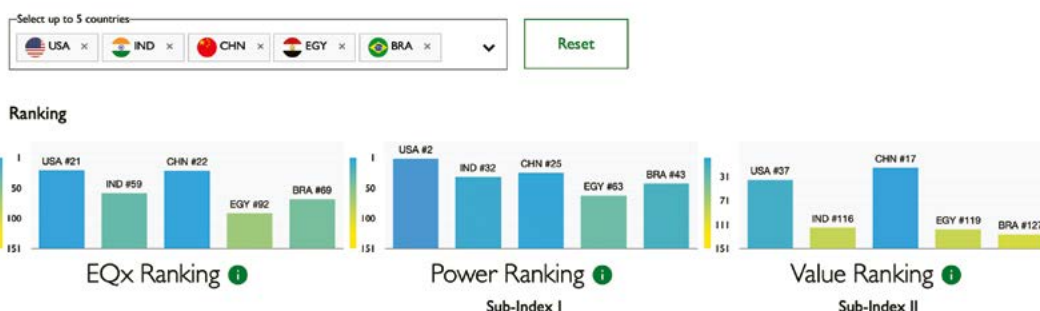 Select up to 5 countries
USA × IND × CHN × EGY × BRA ×
Reset
Ranking
1
50
100
151
USA #21
IND #59
CHN #22
EGY #92
BRA #69
EQx Ranking i
1
50
100
151
USA #2
IND #32
CHN #25
EGY #63
BRA #43
Power Ranking i
Sub-Index I
31
71
111
151
USA #37
IND #116
CHN #17
EGY #119
BRA #127
Value Ranking i
Sub-Index II